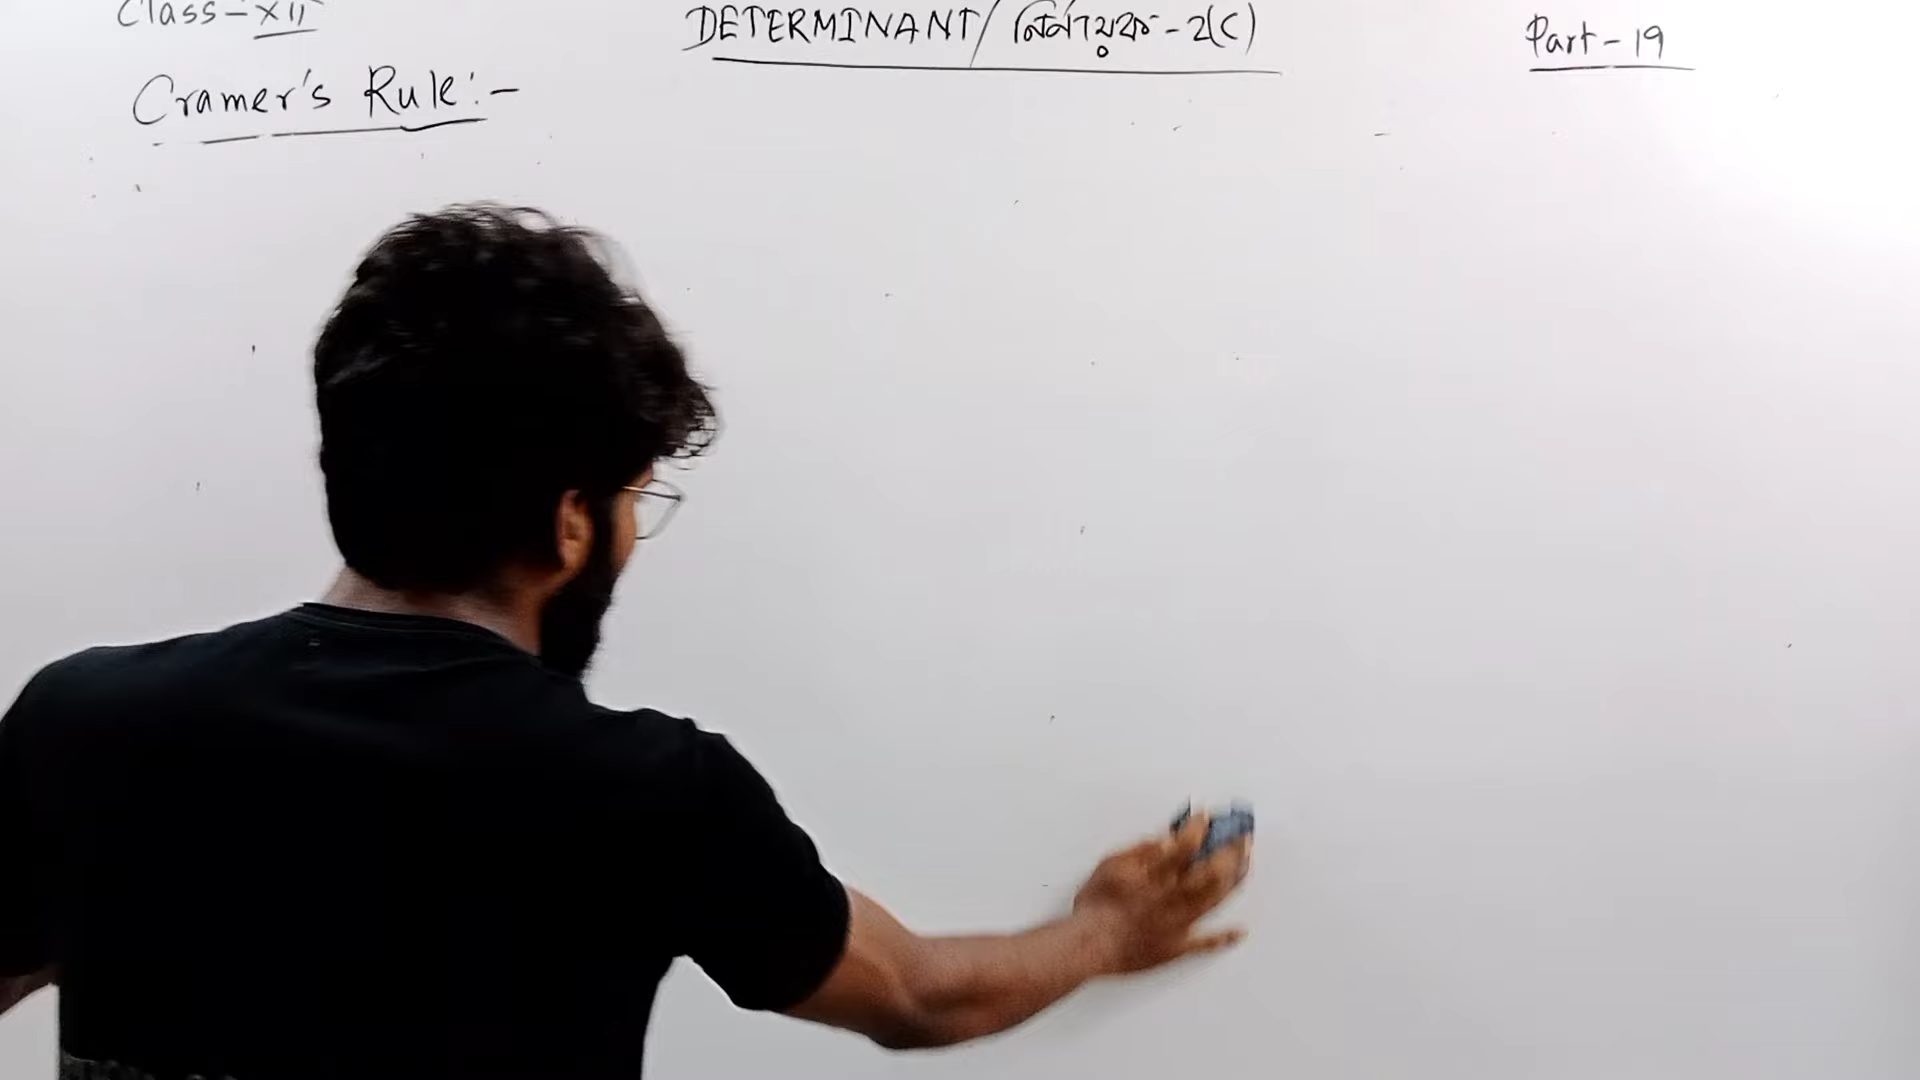 Class-XII
DETERMINANT/ নির্ণায়ক - 2(C)
Part-19
Cramer's Rule:-